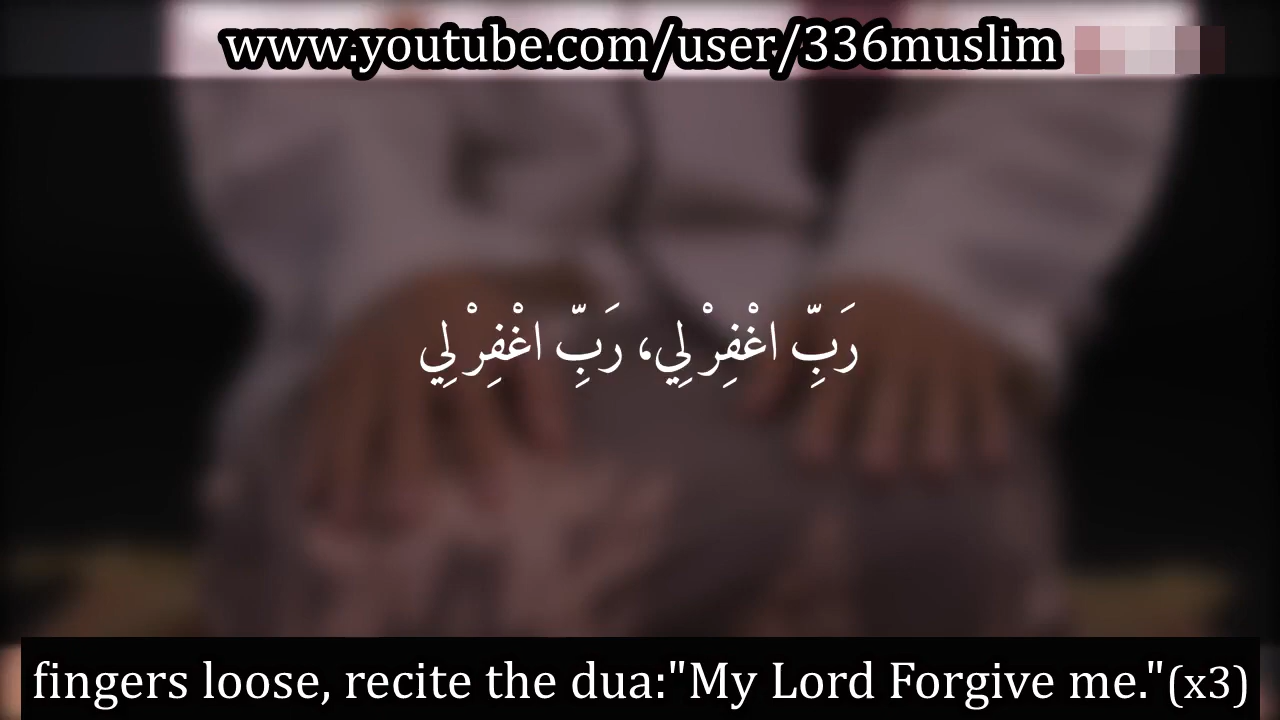 www.youtube.com/user/336muslim
رَبِّ اغْفِرْ لِي، رَبِّ اغْفِرْ لِي
fingers loose, recite the dua:"My Lord Forgive me."(x3)